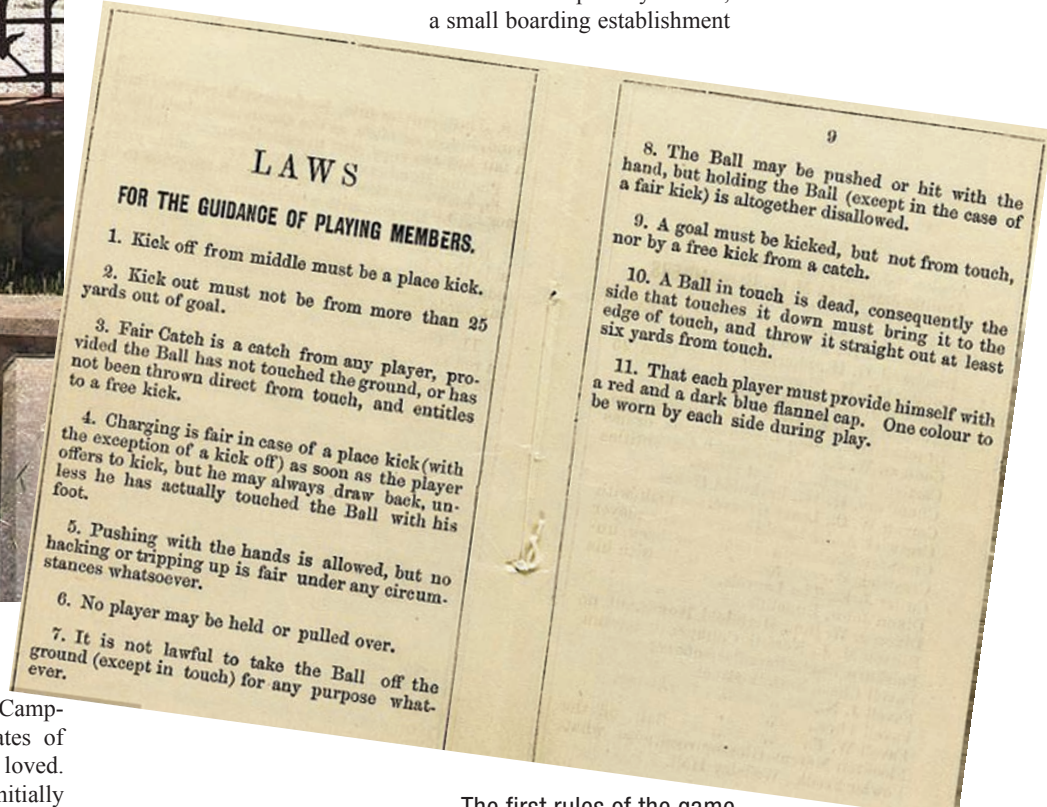 a small boarding establishment
LAWS
FOR THE GUIDANCE OF PLAYING MEMBERS.
1. Kick off from middle must be a place kick.
2. Kick out must not be from more than 25
yards out of goal.
3. Fair Catch is a catch from any player, pro-
vided the Ball has not touched the ground, or has
not been thrown direct from touch, and entitles
to a free kick.
4. Charging is fair in case of a place kick (with
the exception of a kick off) as soon as the player
offers to kick, but he may always draw back, un-
less he has actually touched the Ball with his
foot.
5. Pushing with the hands is allowed, but no
hacking or tripping up is fair under any circum-
stances whatsoever.
6. No player may be held or pulled over.
7. It is not lawful to take the Ball off the
ground (except in touch) for any purpose what-
ever.
9
8. The Ball may be pushed or hit with the
hand, but holding the Ball (except in the case of
a fair kick) is altogether disallowed.
9. A goal must be kicked, but not from touch,
nor by a free kick from a catch.
10. A Ball in touch is dead, consequently the
side that touches it down must bring it to the
edge of touch, and throw it straight out at least
six yards from touch.
11. That each player must provide himself with
a red and a dark blue flannel cap. One colour to
be worn by each side during play.
Camp-
ates of
loved.
nitially
The first rules of the game